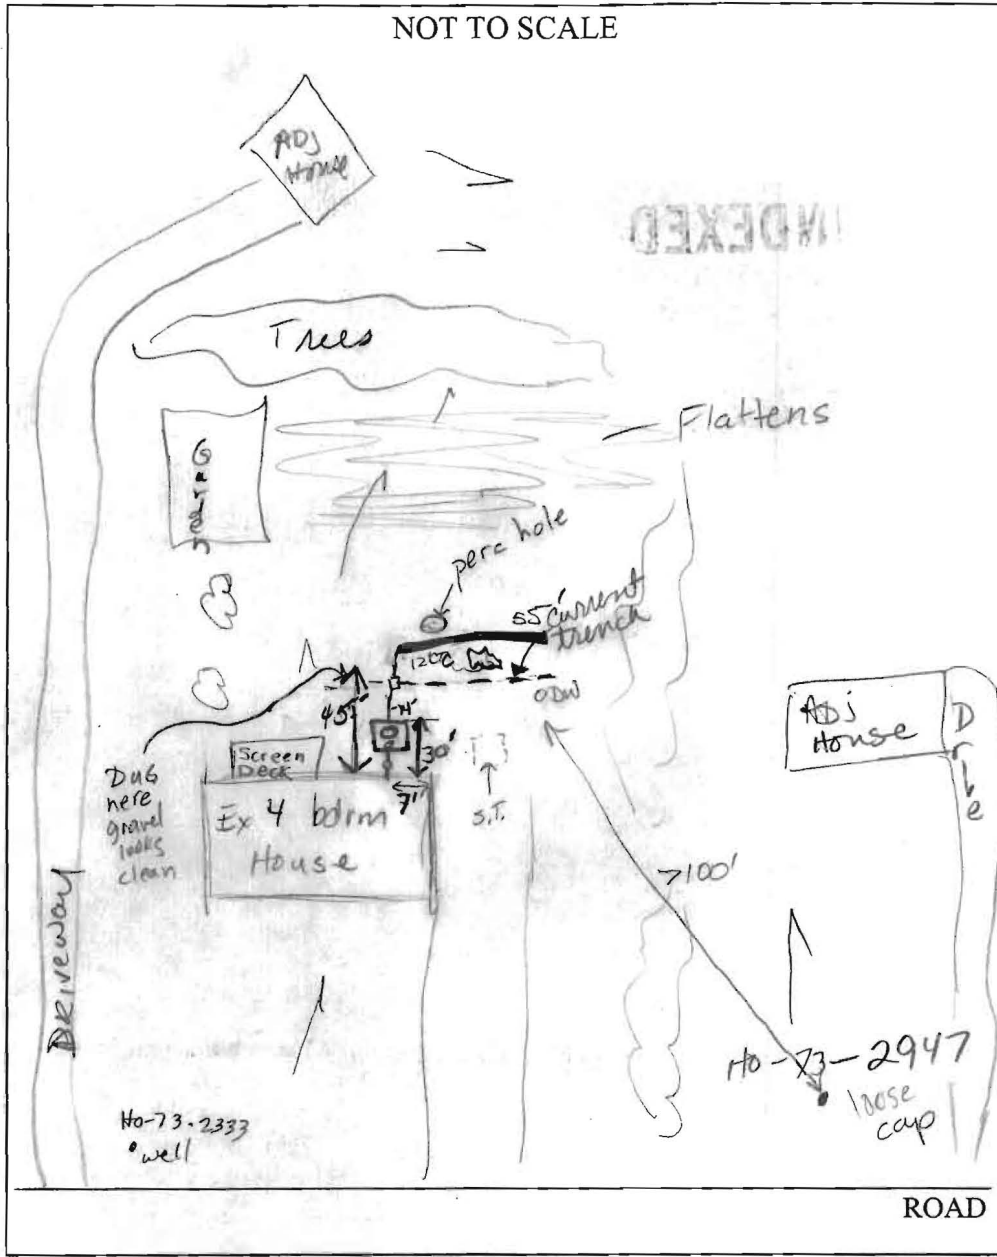 NOT TO SCALE
ADJ
House
INDEXED
Trees
Flattens
Garden
perc hole
55' current
trench
45'
30'
7'
ODW
Screen
Deck
S.T.
Dug
here
gravel
looks
clean
Ex 4 bdrm
House
ADJ
House
Drive
>100'
DRIVEWAY
Ho-73-2947
loose
cap
Ho-73-2333
well
ROAD